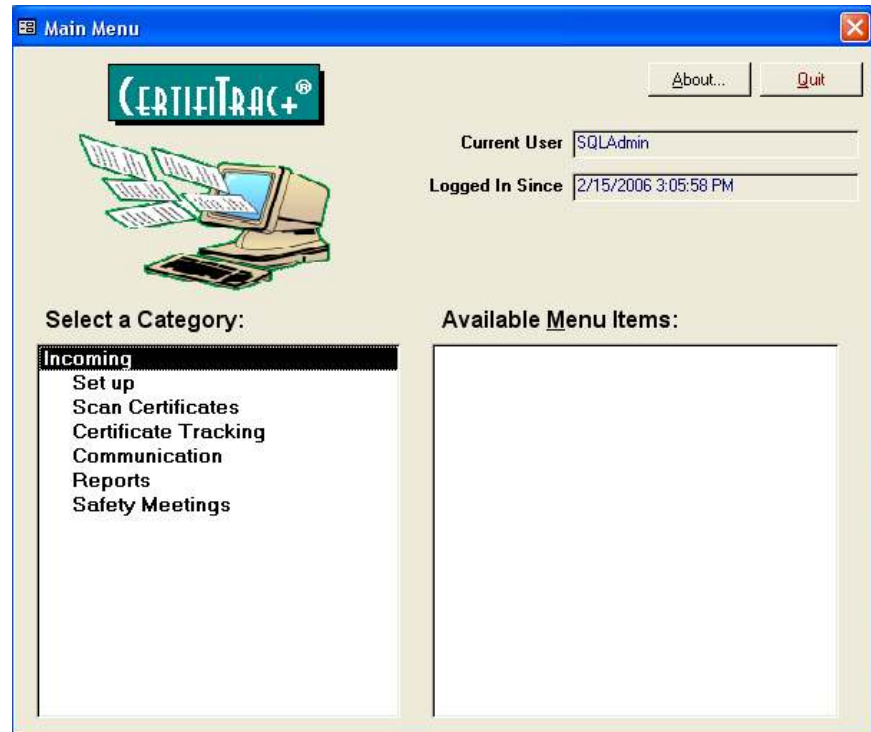 Main Menu
CERTIFITRAC+®
About...
Quit
Current User SQLAdmin
Logged In Since 2/15/2006 3:05:58 PM
Select a Category:
Available Menu Items:
Incoming
Set up
Scan Certificates
Certificate Tracking
Communication
Reports
Safety Meetings